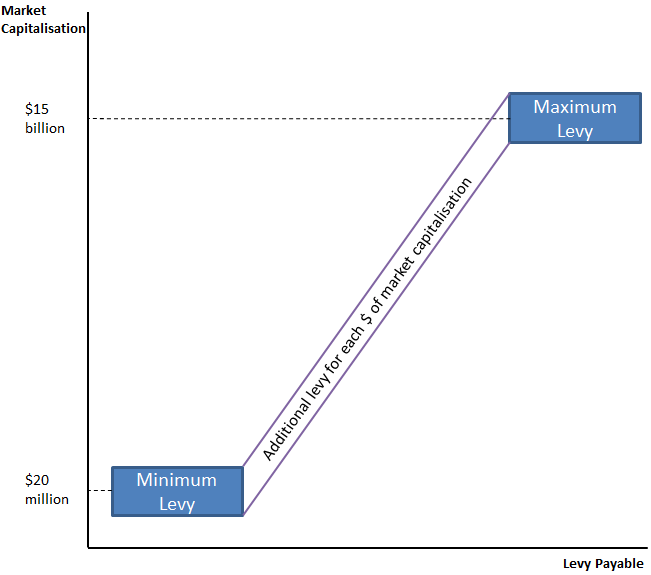 Market
Capitalisation
$15
billion
Maximum
Levy
Additional levy for each $ of market capitalisation
$20
million
Minimum
Levy
Levy Payable